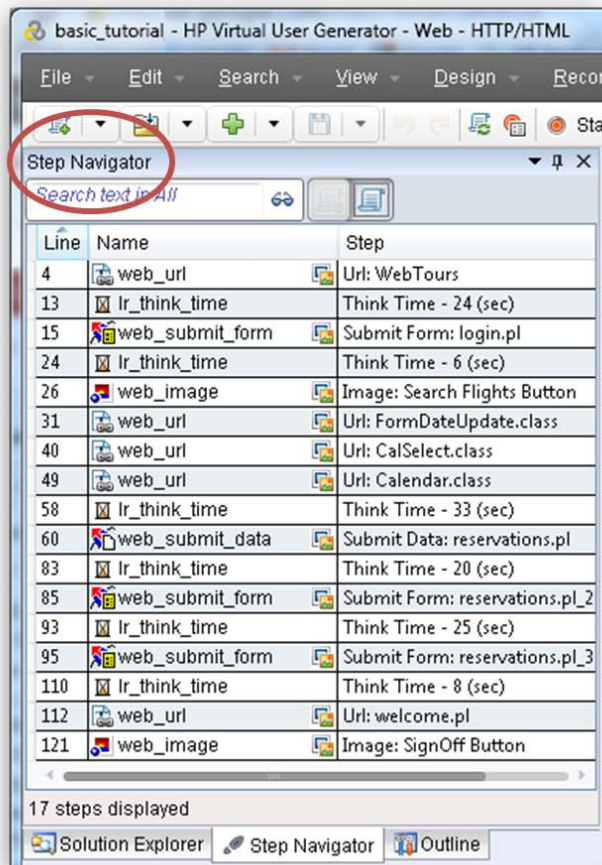 basic_tutorial - HP Virtual User Generator - Web - HTTP/HTML
File Edit Search View Design
Step Navigator
Search text in All
Line Name Step
4 web_url Url: WebTours
13 lr_think_time Think Time - 24 (sec)
15 web_submit_form Submit Form: login.pl
24 lr_think_time Think Time - 6 (sec)
26 web_image Image: Search Flights Button
31 web_url Url: FormDateUpdate.class
40 web_url Url: CalSelect.class
49 web_url Url: Calendar.class
58 lr_think_time Think Time - 33 (sec)
60 web_submit_data Submit Data: reservations.pl
83 lr_think_time Think Time - 20 (sec)
85 web_submit_form Submit Form: reservations.pl_2
93 lr_think_time Think Time - 25 (sec)
95 web_submit_form Submit Form: reservations.pl_3
110 lr_think_time Think Time - 8 (sec)
112 web_url Url: welcome.pl
121 web_image Image: SignOff Button
17 steps displayed
Solution Explorer Step Navigator Outline